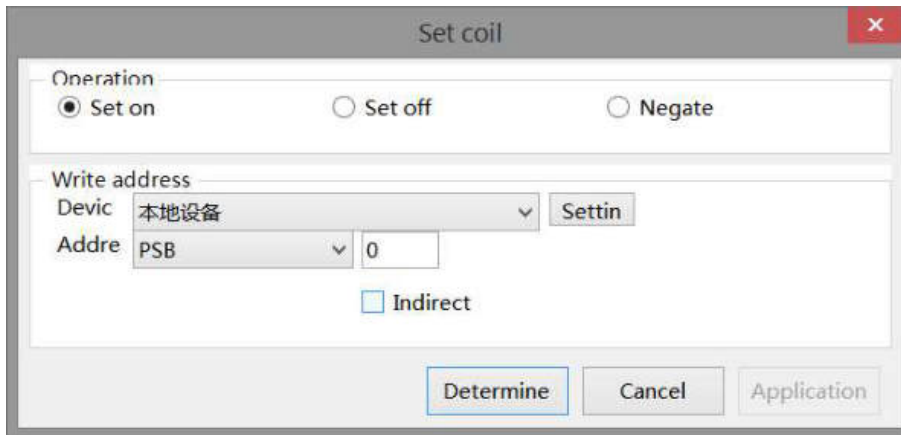 Set coil
Operation
Set on Set off Negate
Write address
Devic 本地设备 Settin
Addre PSB 0
Indirect
Determine Cancel Application